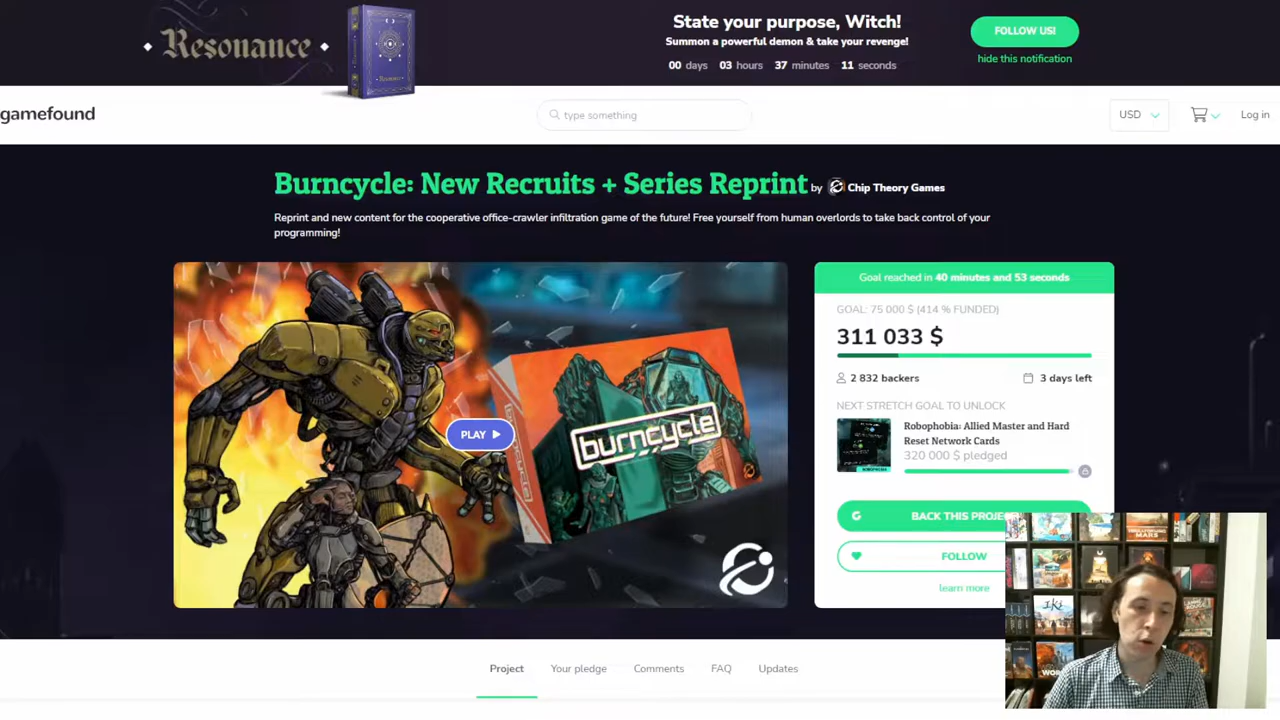 Resonance
Resonance
State your purpose, Witch!
Summon a powerful demon & take your revenge!
00 days 03 hours 37 minutes 11 seconds
FOLLOW US!
hide this notification
gamefound
type something
USD
Log in
Burncycle: New Recruits + Series Reprint by Chip Theory Games
Reprint and new content for the cooperative office-crawler infiltration game of the future! Free yourself from human overlords to take back control of your
programming!
burncycle
burncycle
PLAY
Goal reached in 40 minutes and 53 seconds
GOAL: 75 000 $ (414 % FUNDED)
311 033 $
2 832 backers
3 days left
NEXT STRETCH GOAL TO UNLOCK
Robophobia: Allied Master and Hard
Reset Network Cards
320 000 $ pledged
BACK THIS PROJE
FOLLOW
learn more
MARS
IKI
Project
Your pledge
Comments
FAQ
Updates